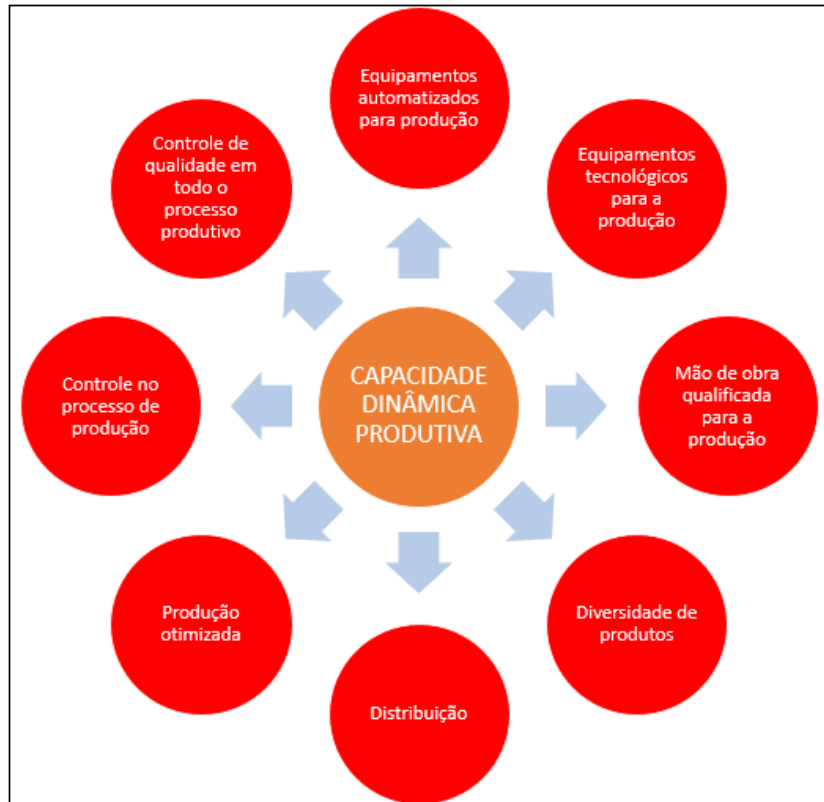 Equipamentos
automatizados
para produção
Equipamentos
tecnológicos
para a
produção
Mão de obra
qualificada
para a
produção
Diversidade de
produtos
Distribuição
Produção
otimizada
Controle no
processo de
produção
Controle de
qualidade em
todo o
processo
produtivo
CAPACIDADE
DINÂMICA
PRODUTIVA